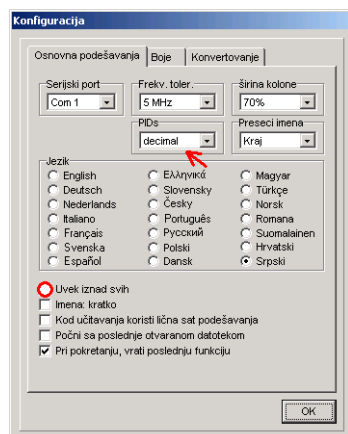 Konfiguracija
Osnovna podešavanja Boje Konvertovanje
Serijski port Frekv. toler. širina kolone
Com 1 5 MHz 70%
PIDs Preseci imena
decimal Kraj
Jezik
English Ελληνικά Magyar
Deutsch Slovensky Türkçe
Nederlands Česky Norsk
Italiano Português Romana
Français Русский Suomalainen
Svenska Polski Hrvatski
Español Dansk Srpski
Uvek iznad svih
Imena: kratko
Kod učitavanja koristi lična sat podešavanja
Počni sa poslednje otvaranom datotekom
Pri pokretanju, vrati poslednju funkciju
OK